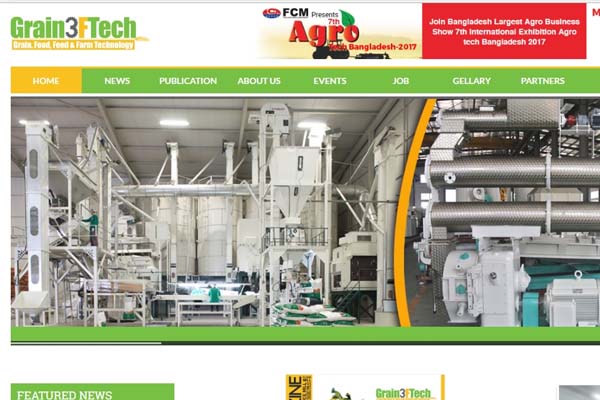 Grain3FTech
Grain, Food, Feed & Farm Technology
FCM Presents
7th
Agro
Tech Bangladesh-2017
Join Bangladesh Largest Agro Business
Show 7th International Exhibition Agro
tech Bangladesh 2017
M
HOME
NEWS
PUBLICATION
ABOUT US
EVENTS
JOB
GELLARY
PARTNERS
FEATURED NEWS
Grain3FTech